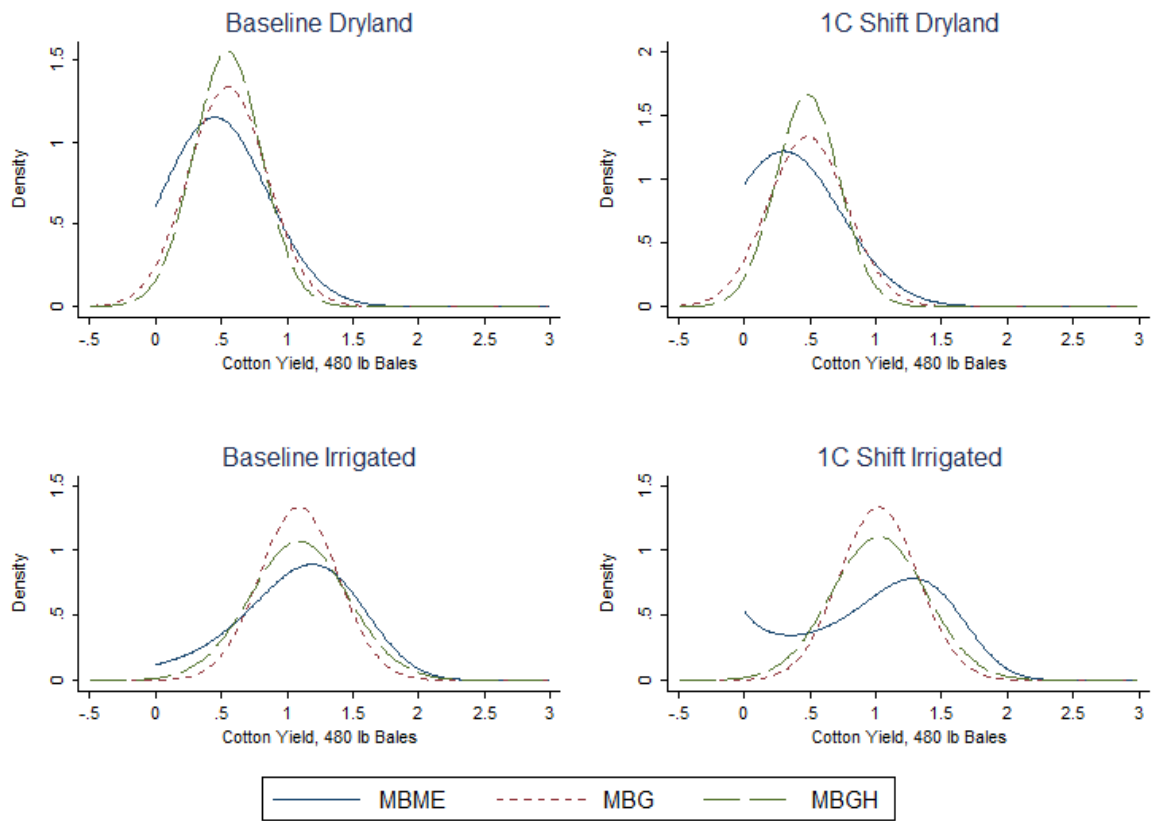 Baseline Dryland
1.5
1
.5
0
Density
-.5 0 .5 1 1.5 2 2.5 3
Cotton Yield, 480 lb Bales
1C Shift Dryland
2
1.5
1
.5
0
Density
-.5 0 .5 1 1.5 2 2.5 3
Cotton Yield, 480 lb Bales
Baseline Irrigated
1.5
1
.5
0
Density
-.5 0 .5 1 1.5 2 2.5 3
Cotton Yield, 480 lb Bales
1C Shift Irrigated
1.5
1
.5
0
Density
-.5 0 .5 1 1.5 2 2.5 3
Cotton Yield, 480 lb Bales
MBME MBG MBGH